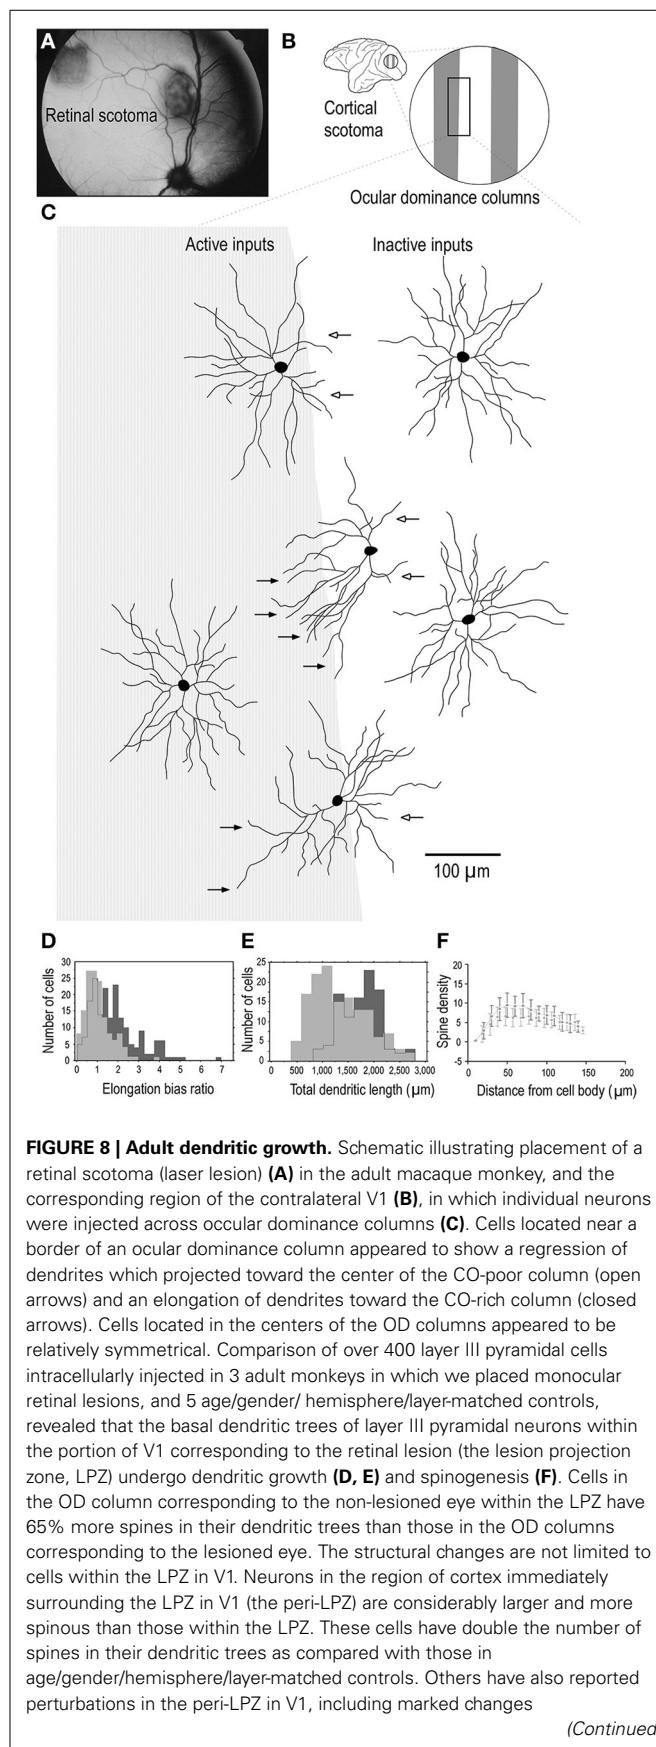 A
Retinal scotoma
B
Cortical
scotoma
Ocular dominance columns
C
Active inputs
Inactive inputs
100 µm
D
E
F
Number of cells
30
25
20
15
10
5
0
0 1 2 3 4 5 6 7
Elongation bias ratio
Number of cells
25
20
15
10
5
0
0 500 1,000 1,500 2,000 2,500 3,000
Total dendritic length (µm)
Spine density
20
15
10
5
0
-5
0 50 100 150 200
Distance from cell body (µm)
FIGURE 8 | Adult dendritic growth. Schematic illustrating placement of a
retinal scotoma (laser lesion) (A) in the adult macaque monkey, and the
corresponding region of the contralateral V1 (B), in which individual neurons
were injected across occular dominance columns (C). Cells located near a
border of an ocular dominance column appeared to show a regression of
dendrites which projected toward the center of the CO-poor column (open
arrows) and an elongation of dendrites toward the CO-rich column (closed
arrows). Cells located in the centers of the OD columns appeared to be
relatively symmetrical. Comparison of over 400 layer III pyramidal cells
intracellularly injected in 3 adult monkeys in which we placed monocular
retinal lesions, and 5 age/gender/ hemisphere/layer-matched controls,
revealed that the basal dendritic trees of layer III pyramidal neurons within
the portion of V1 corresponding to the retinal lesion (the lesion projection
zone, LPZ) undergo dendritic growth (D, E) and spinogenesis (F). Cells in
the OD column corresponding to the non-lesioned eye within the LPZ have
65% more spines in their dendritic trees than those in the OD columns
corresponding to the lesioned eye. The structural changes are not limited to
cells within the LPZ in V1. Neurons in the region of cortex immediately
surrounding the LPZ in V1 (the peri-LPZ) are considerably larger and more
spinous than those within the LPZ. These cells have double the number of
spines in their dendritic trees as compared with those in
age/gender/hemisphere/layer-matched controls. Others have also reported
perturbations in the peri-LPZ in V1, including marked changes
(Continued